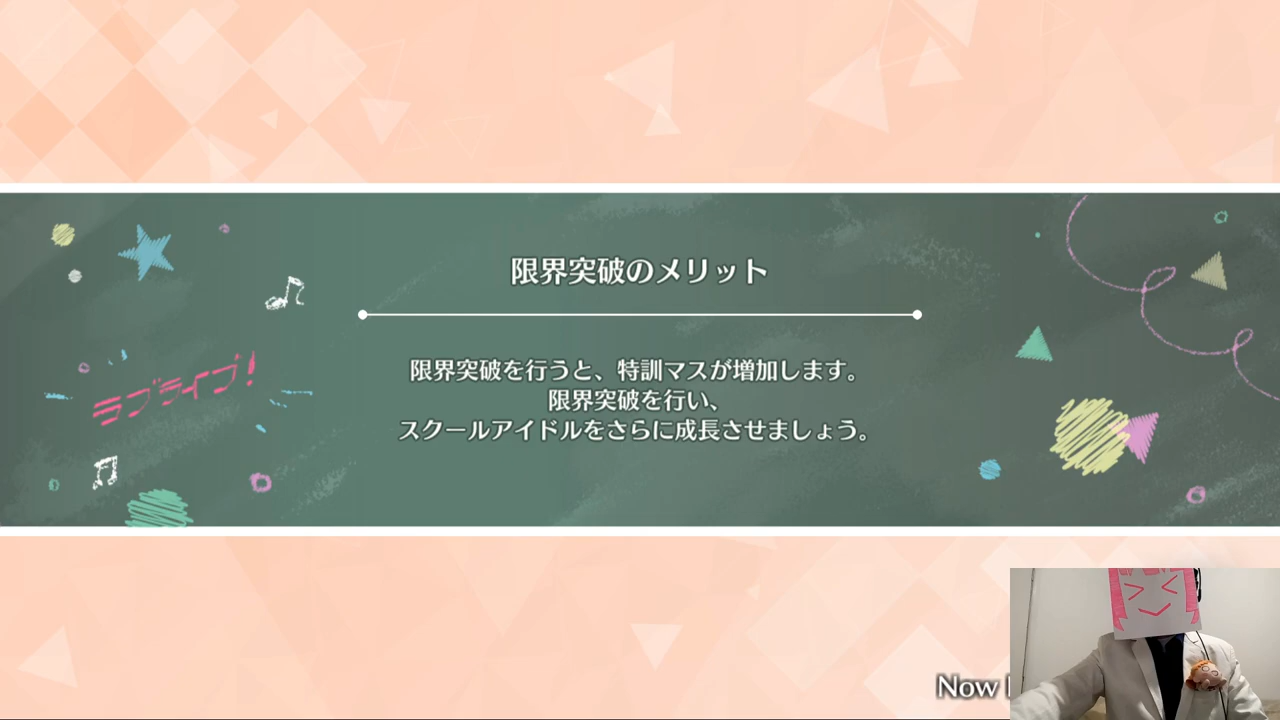 限界突破のメリット
限界突破を行うと、特訓マスが増加します。
限界突破を行い、
スクールアイドルをさらに成長させましょう。
ラブライブ!
Now